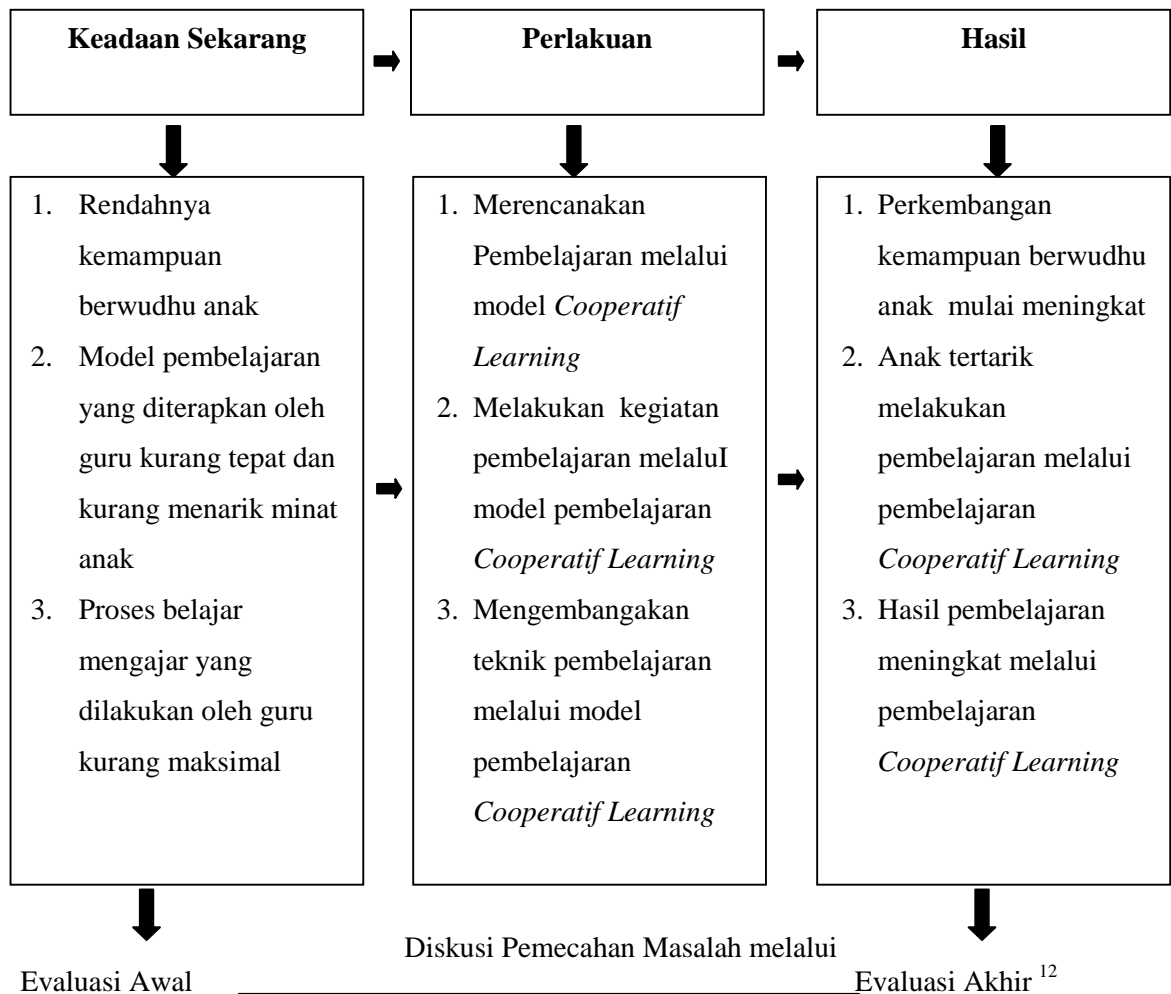 Keadaan Sekarang
Perlakuan
Hasil
1. Rendahnya
kemampuan
berwudhu anak
2. Model pembelajaran
yang diterapkan oleh
guru kurang tepat dan
kurang menarik minat
anak
3. Proses belajar
mengajar yang
dilakukan oleh guru
kurang maksimal
1. Merencanakan
Pembelajaran melalui
model Cooperatif
Learning
2. Melakukan kegiatan
pembelajaran melaluI
model pembelajaran
Cooperatif Learning
3. Mengembangakan
teknik pembelajaran
melalui model
pembelajaran
Cooperatif Learning
1. Perkembangan
kemampuan berwudhu
anak mulai meningkat
2. Anak tertarik
melakukan
pembelajaran melalui
pembelajaran
Cooperatif Learning
3. Hasil pembelajaran
meningkat melalui
pembelajaran
Cooperatif Learning
Diskusi Pemecahan Masalah melalui
Evaluasi Awal
Evaluasi Akhir 12